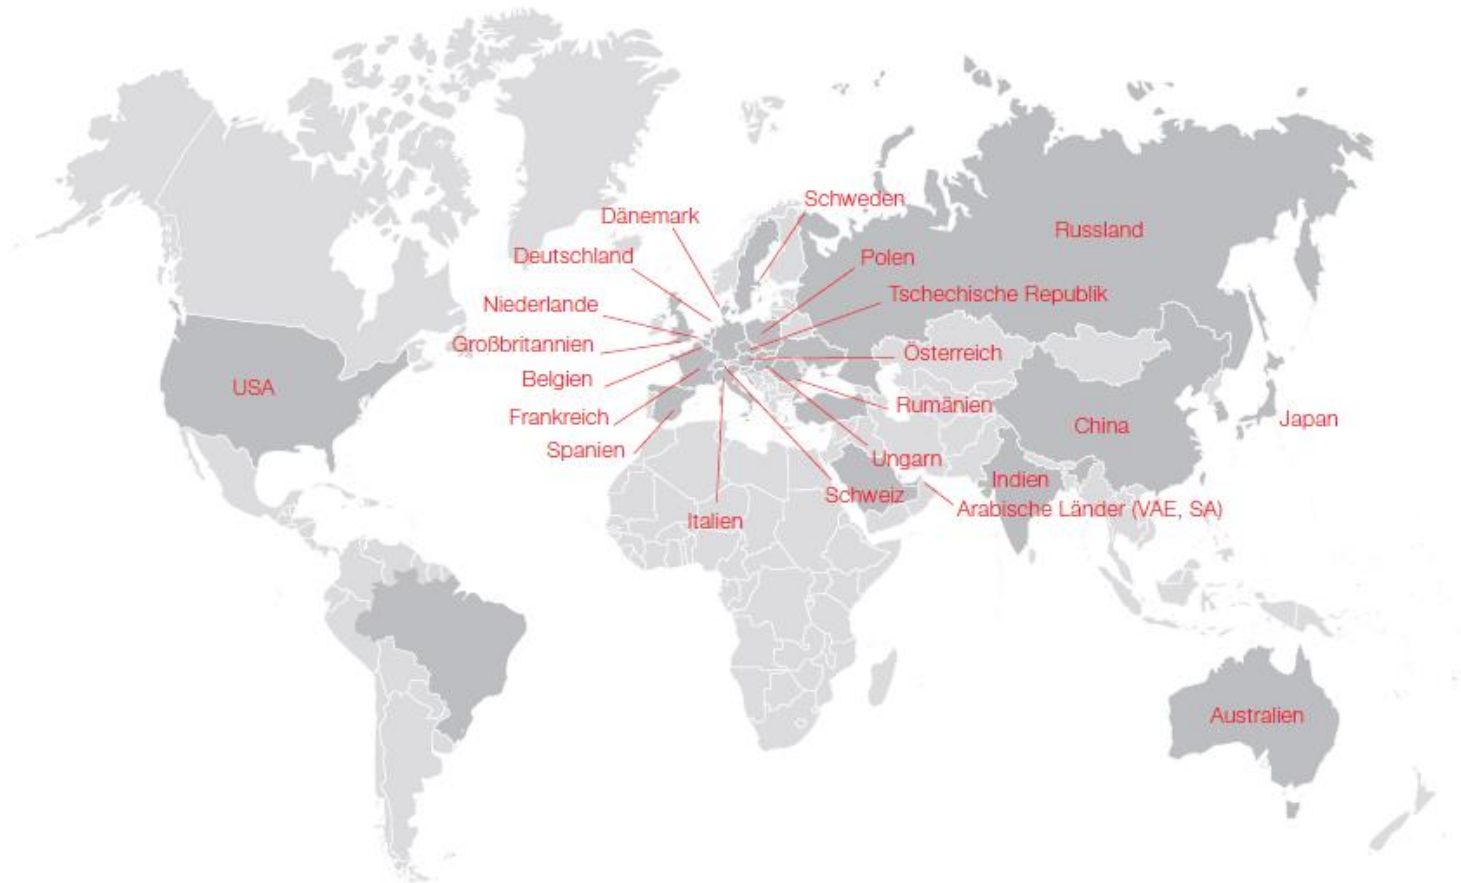 Schweden
Dänemark
Russland
Deutschland
Polen
Tschechische Republik
Niederlande
Großbritannien
Österreich
Belgien
USA
Rumänien
Frankreich
Japan
China
Spanien
Ungarn
Indien
Schweiz
Arabische Länder (VAE, SA)
Italien
Australien